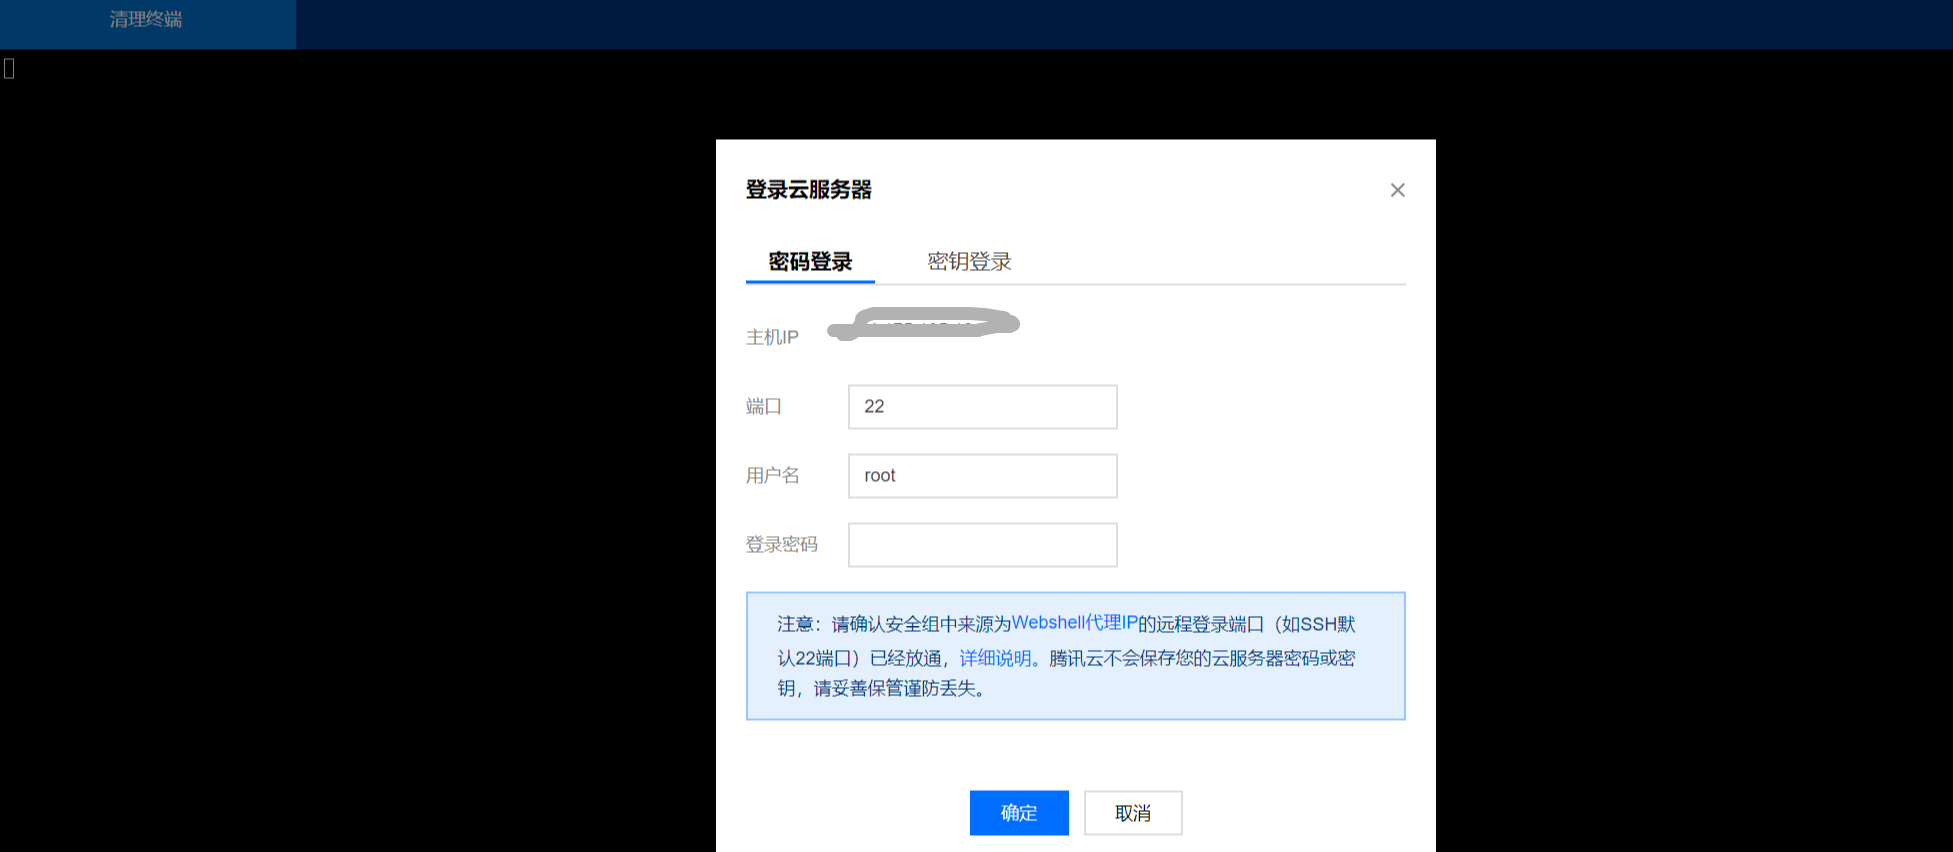 清理终端
登录云服务器
密码登录 密钥登录
主机IP
端口 22
用户名 root
登录密码
注意：请确认安全组中来源为Webshell代理IP的远程登录端口（如SSH默
认22端口）已经放通，详细说明。腾讯云不会保存您的云服务器密码或密
钥，请妥善保管谨防丢失。
确定 取消